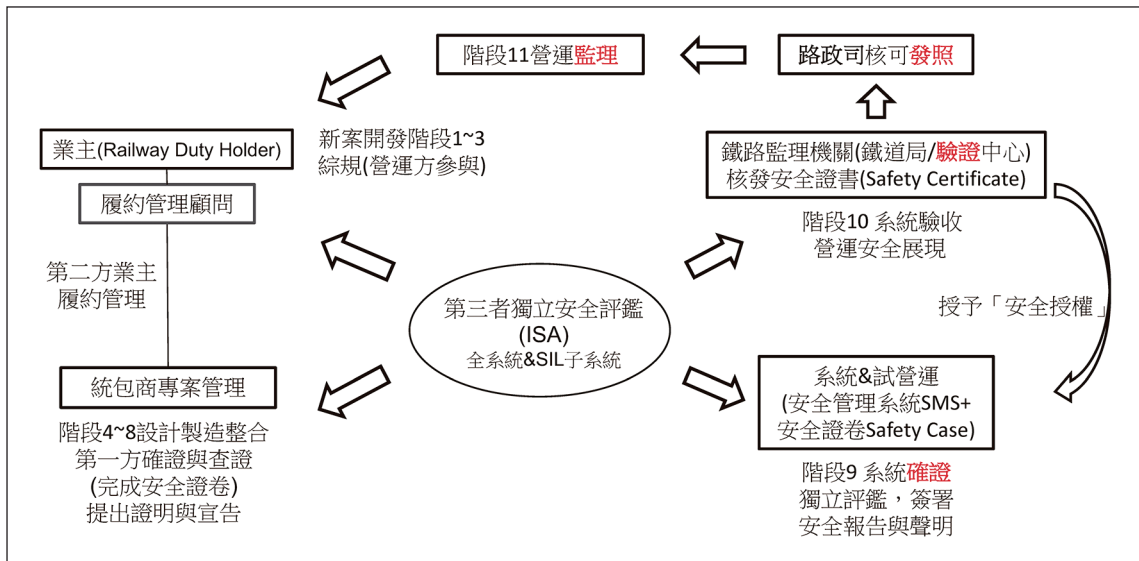 階段11營運監理
路政司核可發照
新案開發階段1~3
綜規(營運方參與)
業主(Railway Duty Holder)
履約管理顧問
鐵路監理機關(鐵道局/驗證中心)
核發安全證書(Safety Certificate)
階段10 系統驗收
營運安全展現
第二方業主
履約管理
第三者獨立安全評鑑
(ISA)
全系統&SIL子系統
授予「安全授權」
統包商專案管理
階段4~8設計製造整合
第一方確證與查證
(完成安全證卷)
提出證明與宣告
系統&試營運
(安全管理系統SMS+
安全證卷Safety Case)
階段9 系統確證
獨立評鑑，簽署
安全報告與聲明